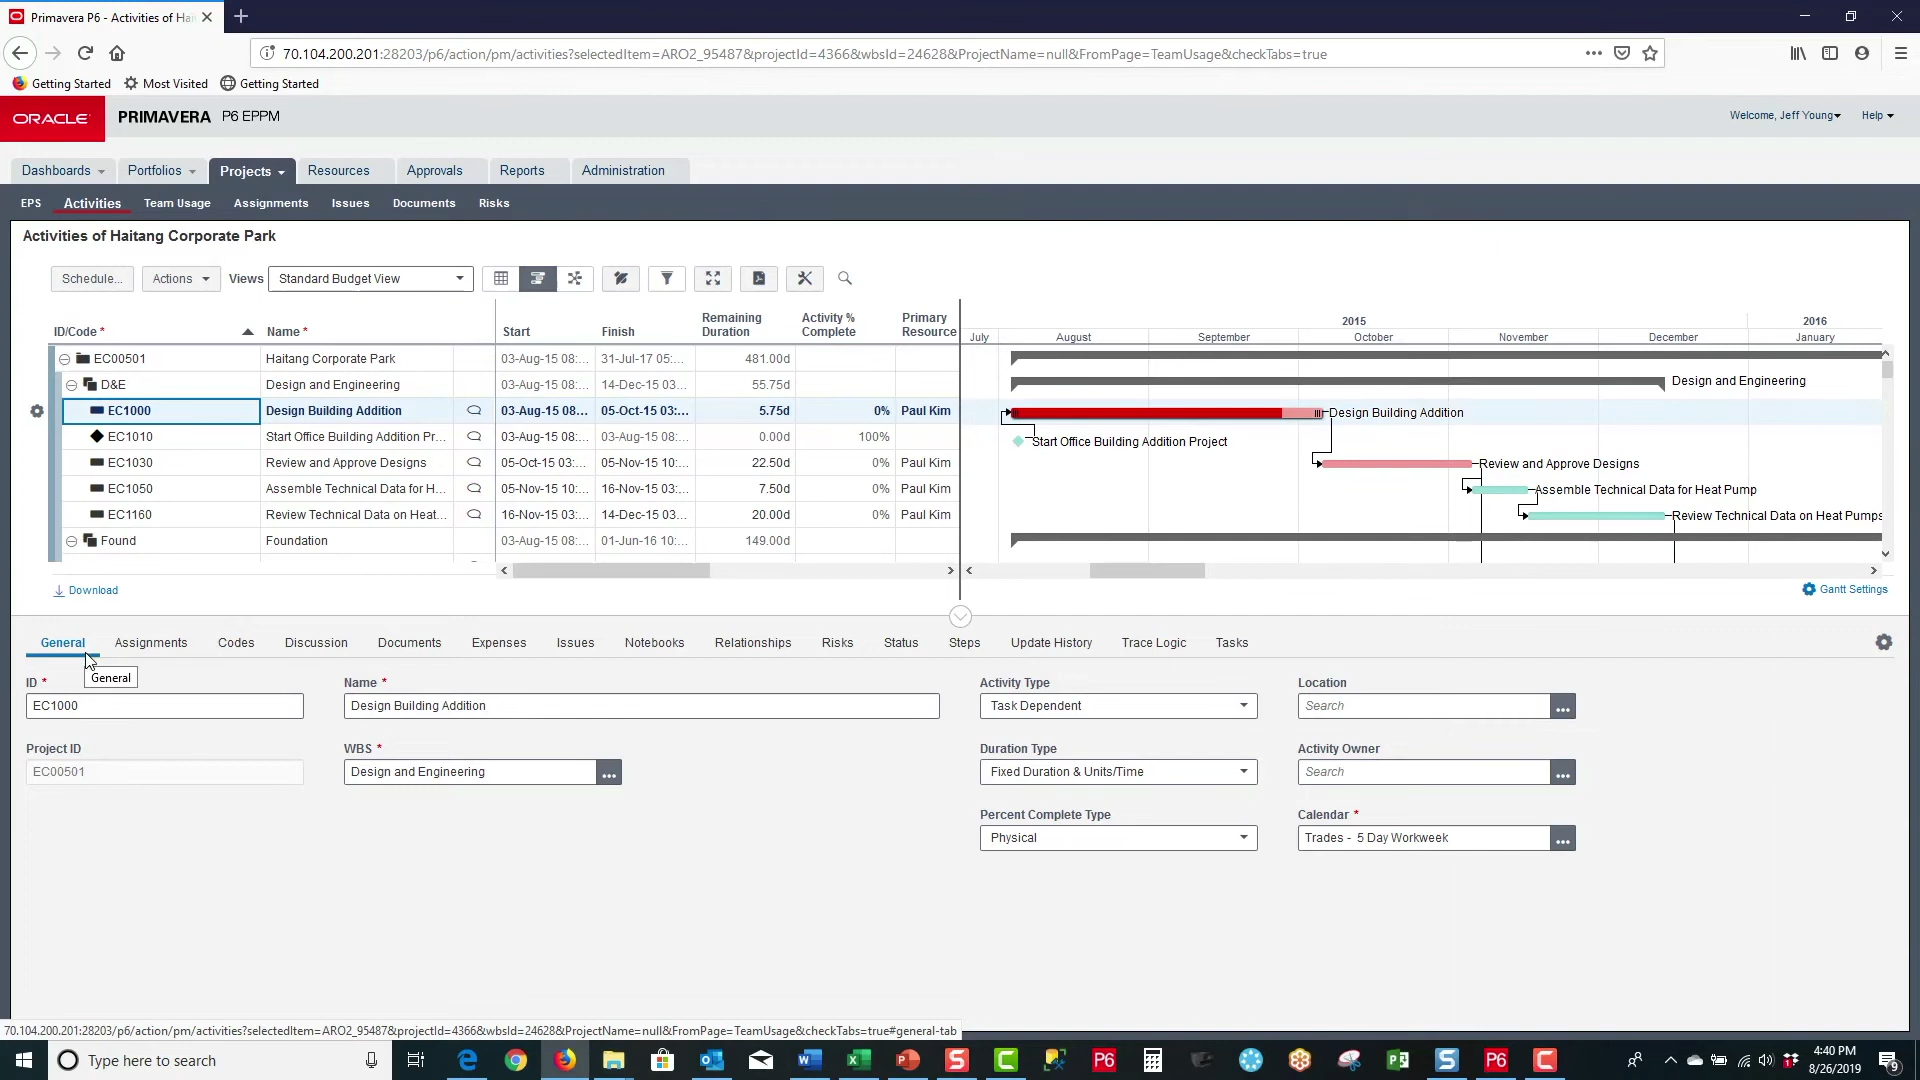 Primavera P6 - Activities of Hai
70.104.200.201:28203/p6/action/pm/activities?selectedItem=ARO2_95487&projectId=4366&wbsId=24628&ProjectName=null&FromPage=TeamUsage&checkTabs=true
Getting Started Most Visited Getting Started
ORACLE PRIMAVERA P6 EPPM Welcome, Jeff Young Help
Dashboards Portfolios Projects Resources Approvals Reports Administration
EPS Activities Team Usage Assignments Issues Documents Risks
Activities of Haitang Corporate Park
Schedule... Actions Views Standard Budget View
ID/Code * Name * Start Finish Remaining Duration Activity % Complete Primary Resource
2015 2016
July August September October November December January
EC00501 Haitang Corporate Park 03-Aug-15 08:... 31-Jul-17 05:... 481.00d
D&E Design and Engineering 03-Aug-15 08:... 14-Dec-15 03:... 55.75d Design and Engineering
EC1000 Design Building Addition 03-Aug-15 08... 05-Oct-15 03:... 5.75d 0% Paul Kim Design Building Addition
EC1010 Start Office Building Addition Pr... 03-Aug-15 08:... 03-Aug-15 08:... 0.00d 100% Start Office Building Addition Project
EC1030 Review and Approve Designs 05-Oct-15 03:... 05-Nov-15 10:... 22.50d 0% Paul Kim Review and Approve Designs
EC1050 Assemble Technical Data for H... 05-Nov-15 10:... 16-Nov-15 03:... 7.50d 0% Paul Kim Assemble Technical Data for Heat Pump
EC1160 Review Technical Data on Heat... 16-Nov-15 03:... 14-Dec-15 03:... 20.00d 0% Paul Kim Review Technical Data on Heat Pumps
Found Foundation 03-Aug-15 08:... 01-Jun-16 10:... 149.00d
Download Gantt Settings
General Assignments Codes Discussion Documents Expenses Issues Notebooks Relationships Risks Status Steps Update History Trace Logic Tasks
General
ID * Name * Activity Type Location
EC1000 Design Building Addition Task Dependent Search
Project ID WBS * Duration Type Activity Owner
EC00501 Design and Engineering Fixed Duration & Units/Time Search
Percent Complete Type Calendar *
Physical Trades - 5 Day Workweek
70.104.200.201:28203/p6/action/pm/activities?selectedItem=ARO2_95487&projectId=4366&wbsId=24628&ProjectName=null&FromPage=TeamUsage&checkTabs=true#general-tab
Type here to search
4:40 PM
8/26/2019
9